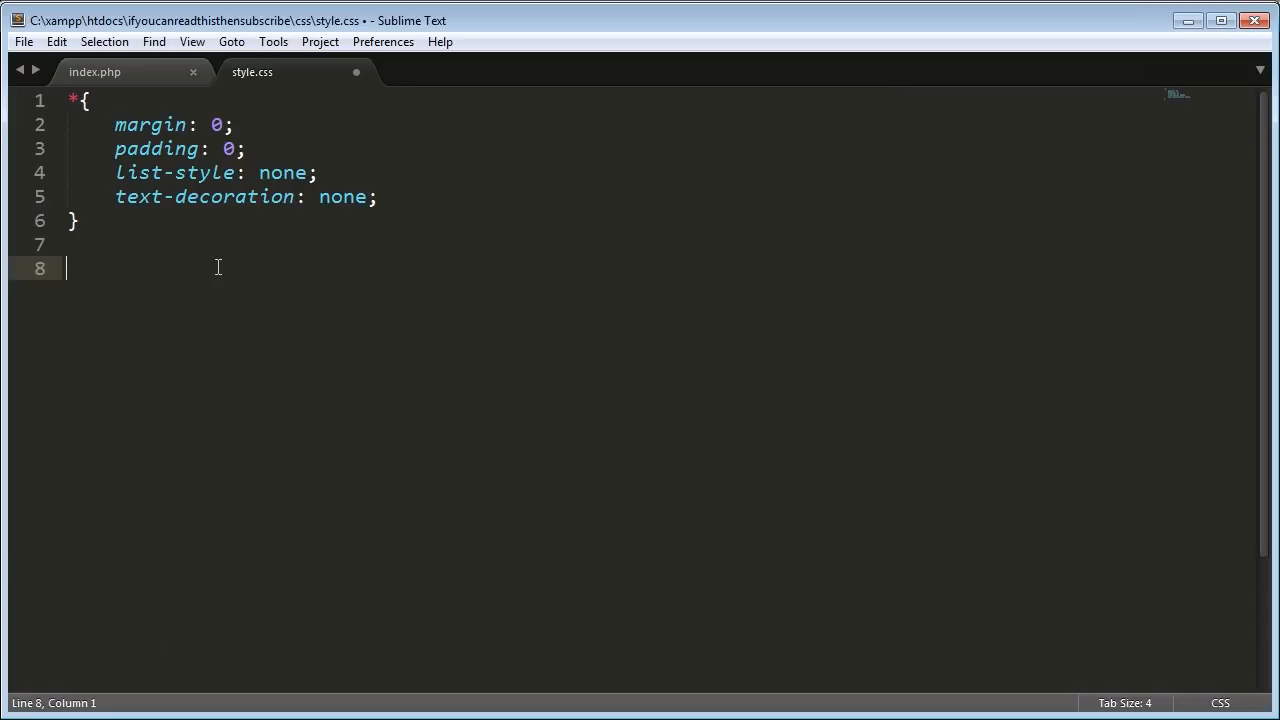 C:\xampp\htdocs\ifyoucanreadthisthensubscribe\css\style.css • - Sublime Text
File Edit Selection Find View Goto Tools Project Preferences Help
index.php × style.css
1 *{
2 margin: 0;
3 padding: 0;
4 list-style: none;
5 text-decoration: none;
6 }
7
8
Line 8, Column 1 Tab Size: 4 CSS